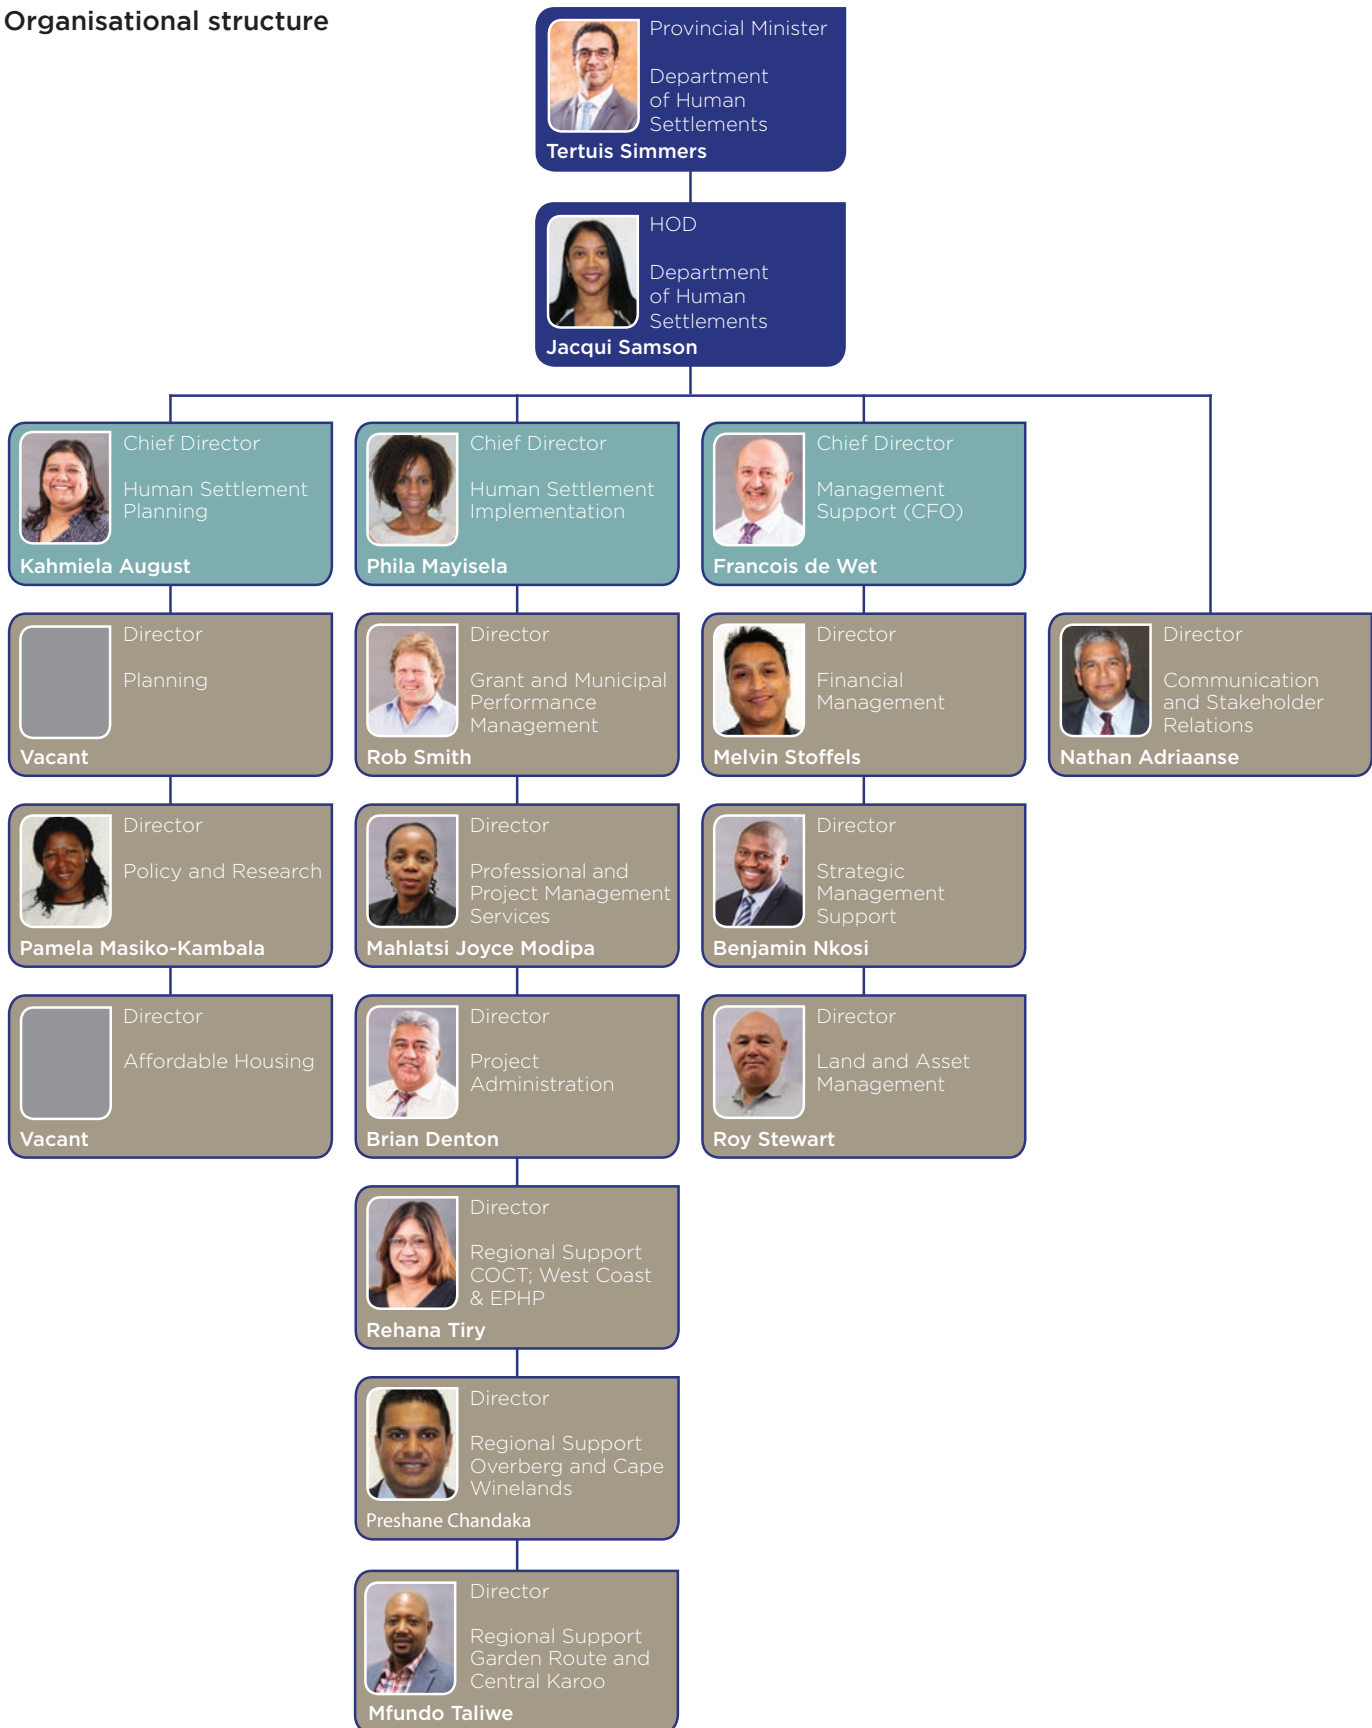 Organisational structure
Provincial Minister
Department
of Human
Settlements
Tertuis Simmers
HOD
Department
of Human
Settlements
Jacqui Samson
Chief Director
Human Settlement
Planning
Kahmiela August
Chief Director
Human Settlement
Implementation
Phila Mayisela
Chief Director
Management
Support (CFO)
Francois de Wet
Director
Planning
Vacant
Director
Grant and Municipal
Performance
Management
Rob Smith
Director
Financial
Management
Melvin Stoffels
Director
Communication
and Stakeholder
Relations
Nathan Adriaanse
Director
Policy and Research
Pamela Masiko-Kambala
Director
Professional and
Project Management
Services
Mahlatsi Joyce Modipa
Director
Strategic
Management
Support
Benjamin Nkosi
Director
Affordable Housing
Vacant
Director
Project
Administration
Brian Denton
Director
Land and Asset
Management
Roy Stewart
Director
Regional Support
COCT; West Coast
& EPHP
Rehana Tiry
Director
Regional Support
Overberg and Cape
Winelands
Preshane Chandaka
Director
Regional Support
Garden Route and
Central Karoo
Mfundo Taliwe